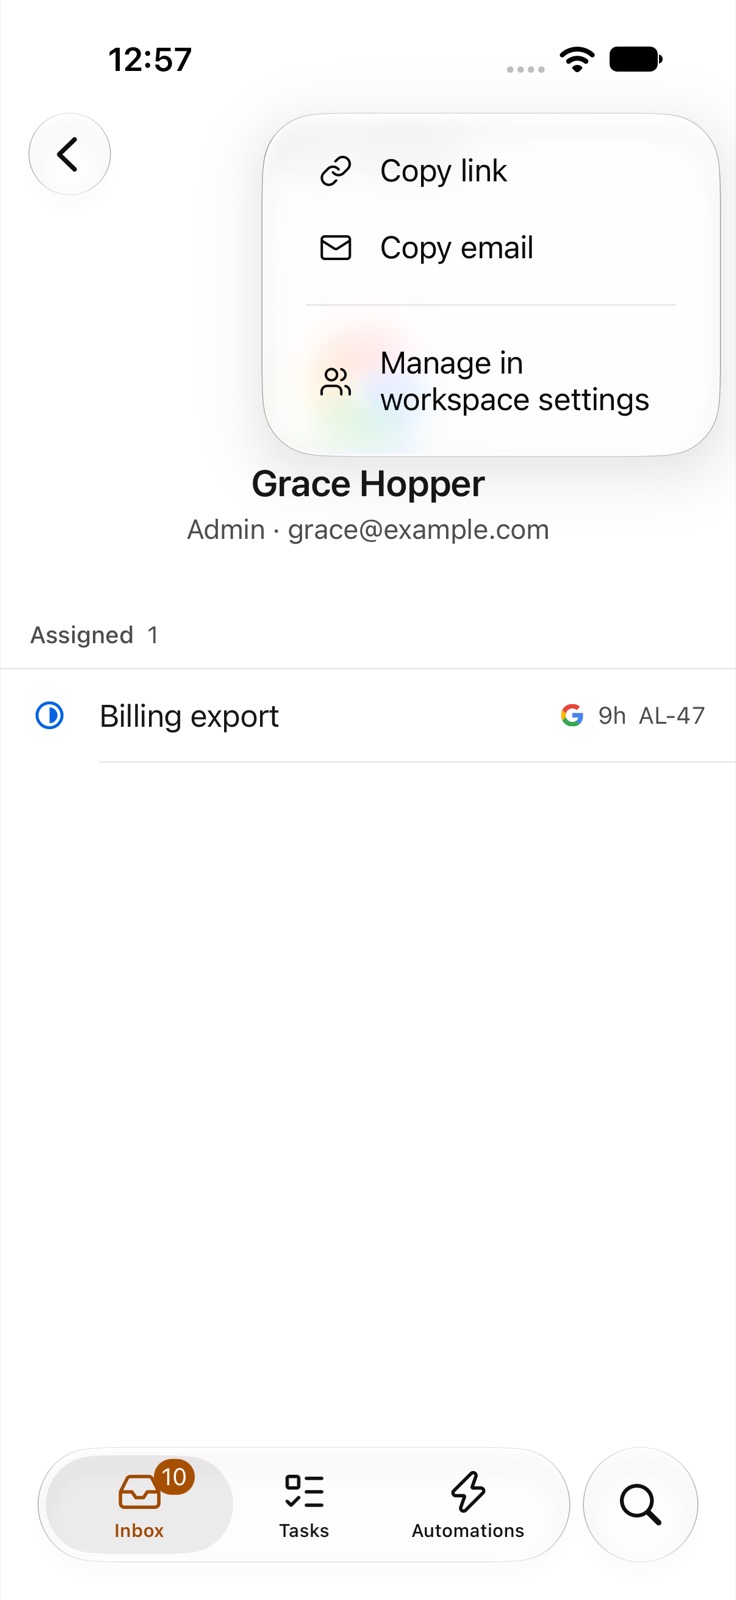 12:57
Copy link
Copy email
Manage in
workspace settings
Grace Hopper
Admin · grace@example.com
Assigned 1
Billing export 9h AL-47
10
Inbox
Tasks
Automations